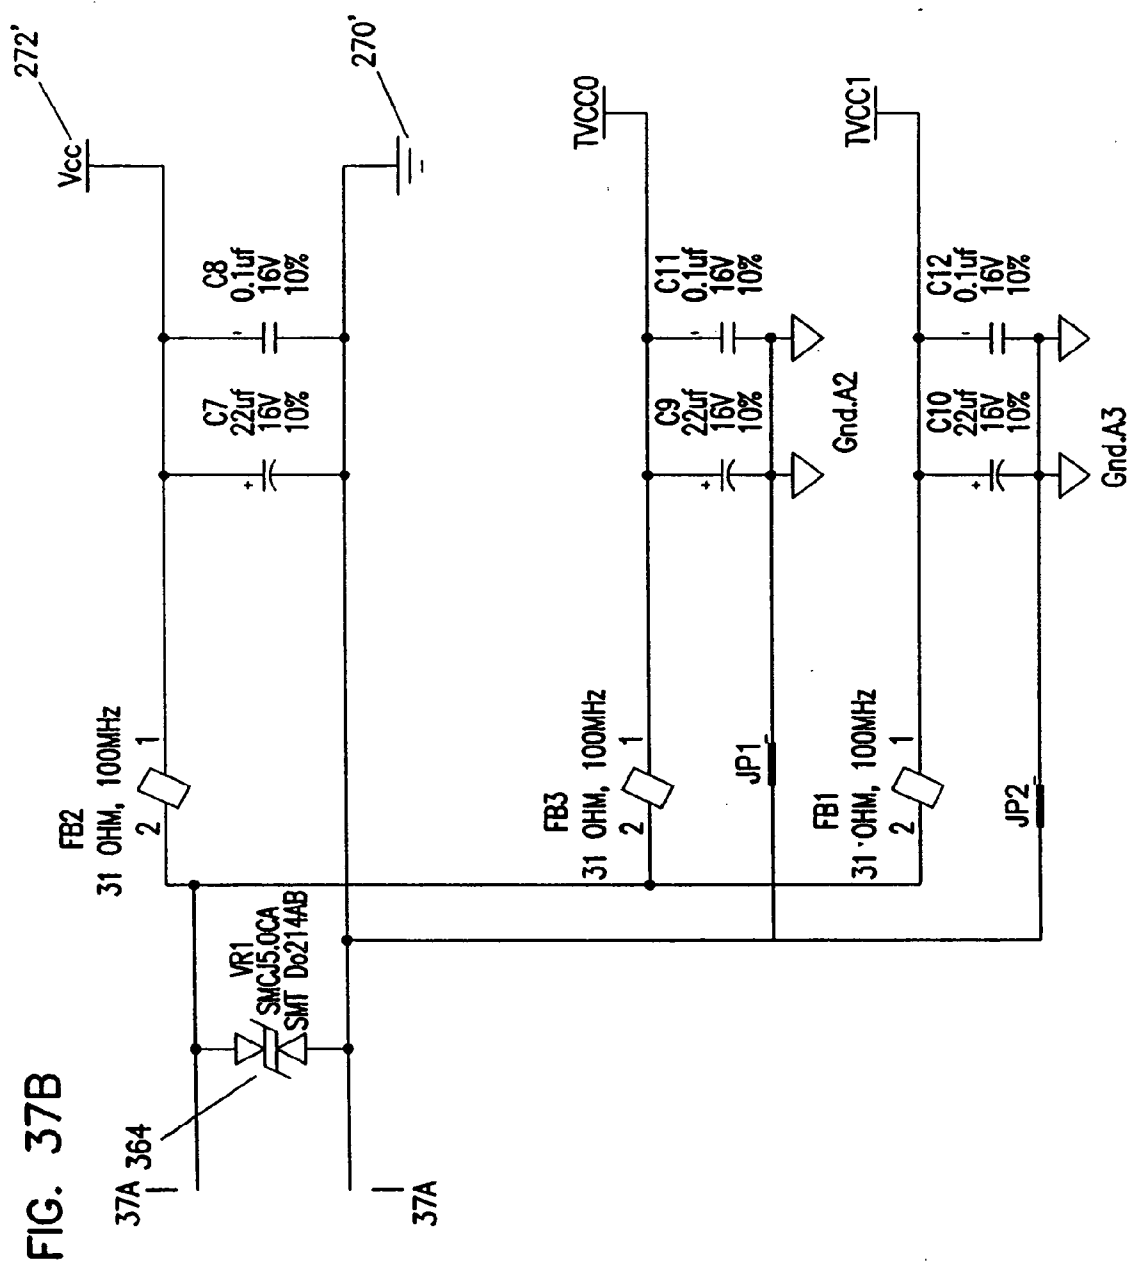 FIG. 37B
37A
364
37A
VR1
SMCJ5.0CA
SMT Do214AB
FB2
31 OHM, 100MHz
2
1
C7
22uf
16V
10%
+
C8
0.1uf
16V
10%
Vcc
272'
270'
FB3
31 OHM, 100MHz
2
1
JP1
C9
22uf
16V
10%
+
C11
0.1uf
16V
10%
Gnd.A2
TVCC0
FB1
31 OHM, 100MHz
2
1
JP2
C10
22uf
16V
10%
+
C12
0.1uf
16V
10%
Gnd.A3
TVCC1